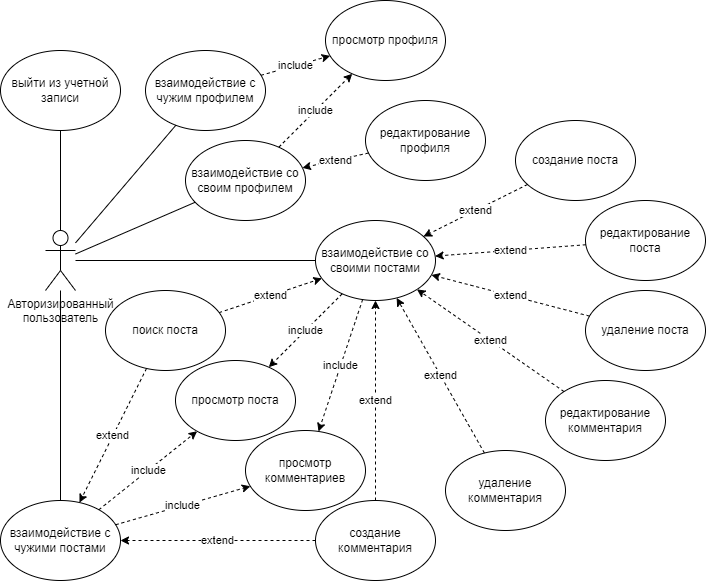 просмотр профиля
include
выйти из учетной
записи
взаимодействие с
чужим профилем
include
редактирование
профиля
extend
взаимодействие со
своим профилем
создание поста
extend
редактирование
поста
extend
взаимодействие со
своими постами
Авторизированный
пользователь
extend
поиск поста
include
extend
удаление поста
extend
include
просмотр поста
extend
extend
редактирование
комментария
extend
include
просмотр
комментариев
удаление
комментария
include
взаимодействие с
чужими постами
extend
создание
комментария